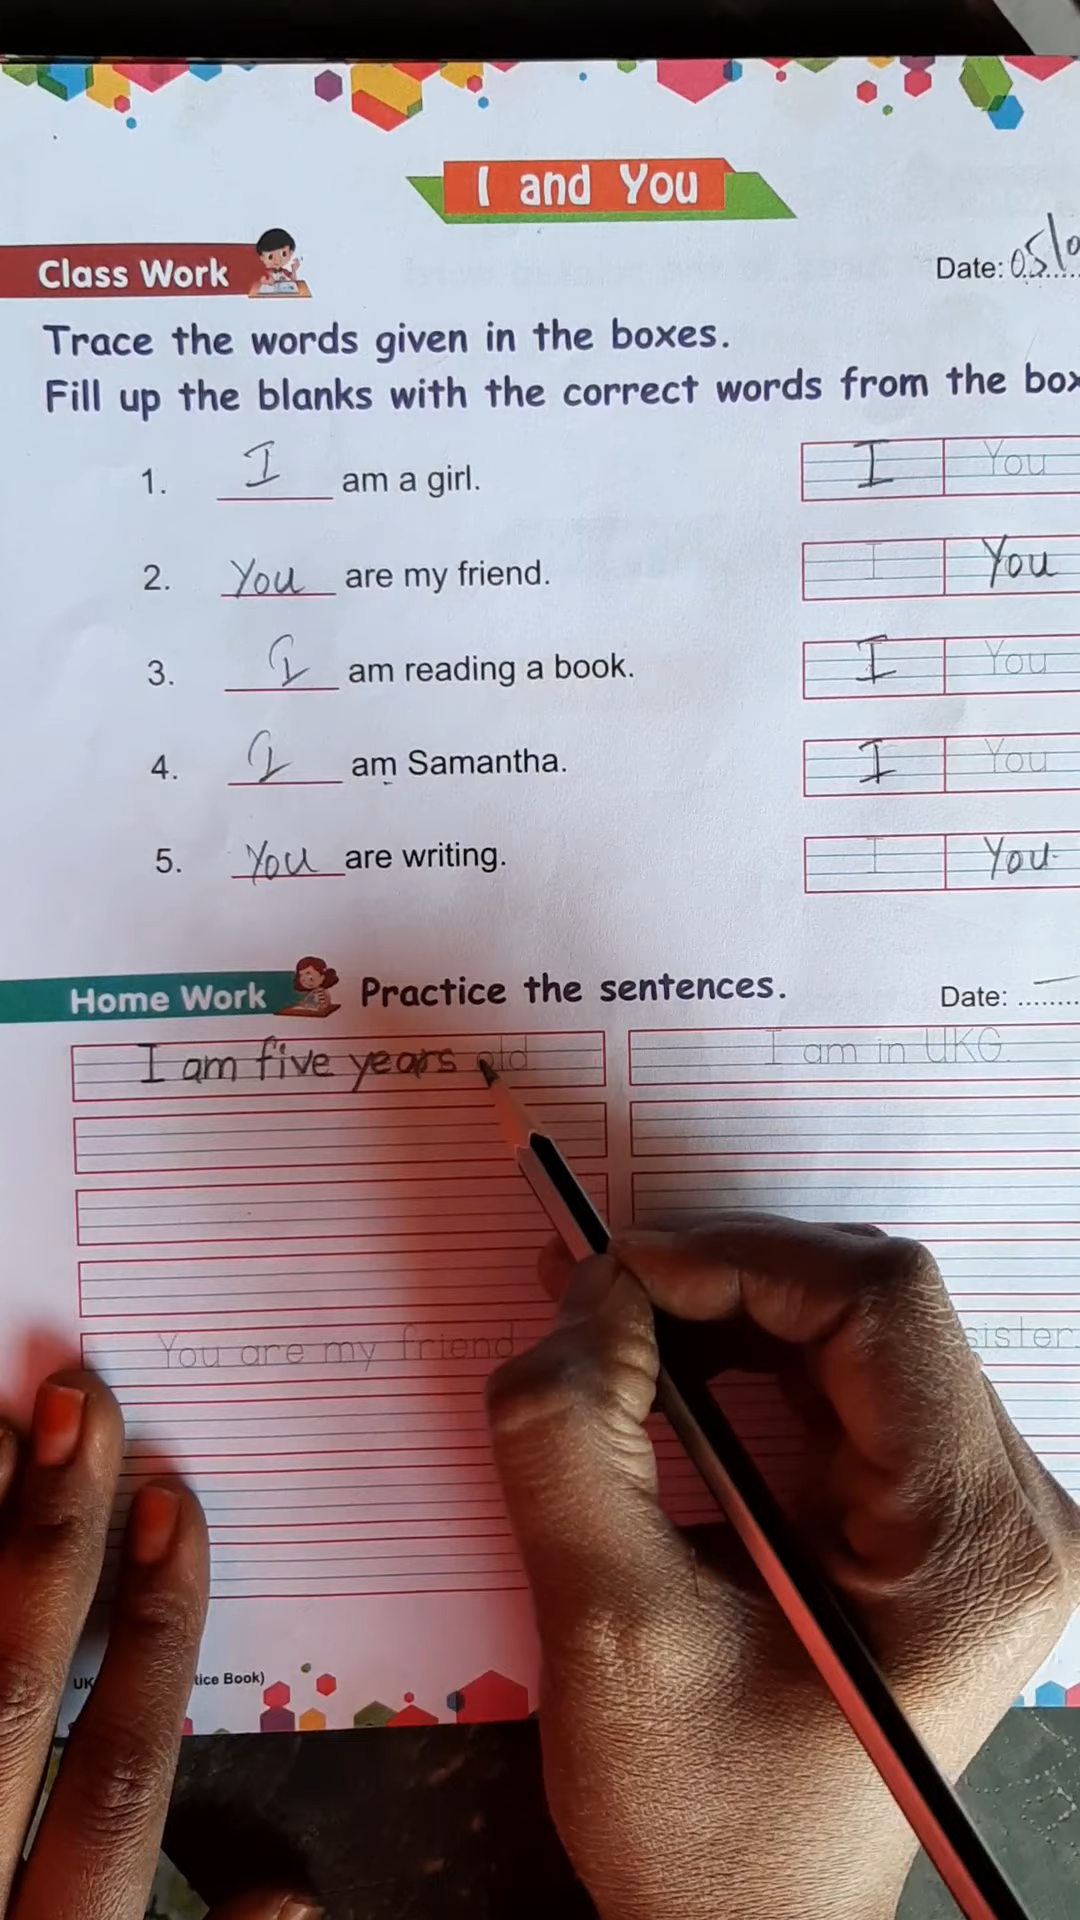 I and You
Class Work
Date: 05/0
Trace the words given in the boxes.
Fill up the blanks with the correct words from the box
1. I am a girl. I You
2. You are my friend. I You
3. I am reading a book. I You
4. I am Samantha. I You
5. You are writing. I You.
Home Work Practice the sentences. Date: ........
I am five years old I am in UKG.
You are my friend sister.
UK tice Book)